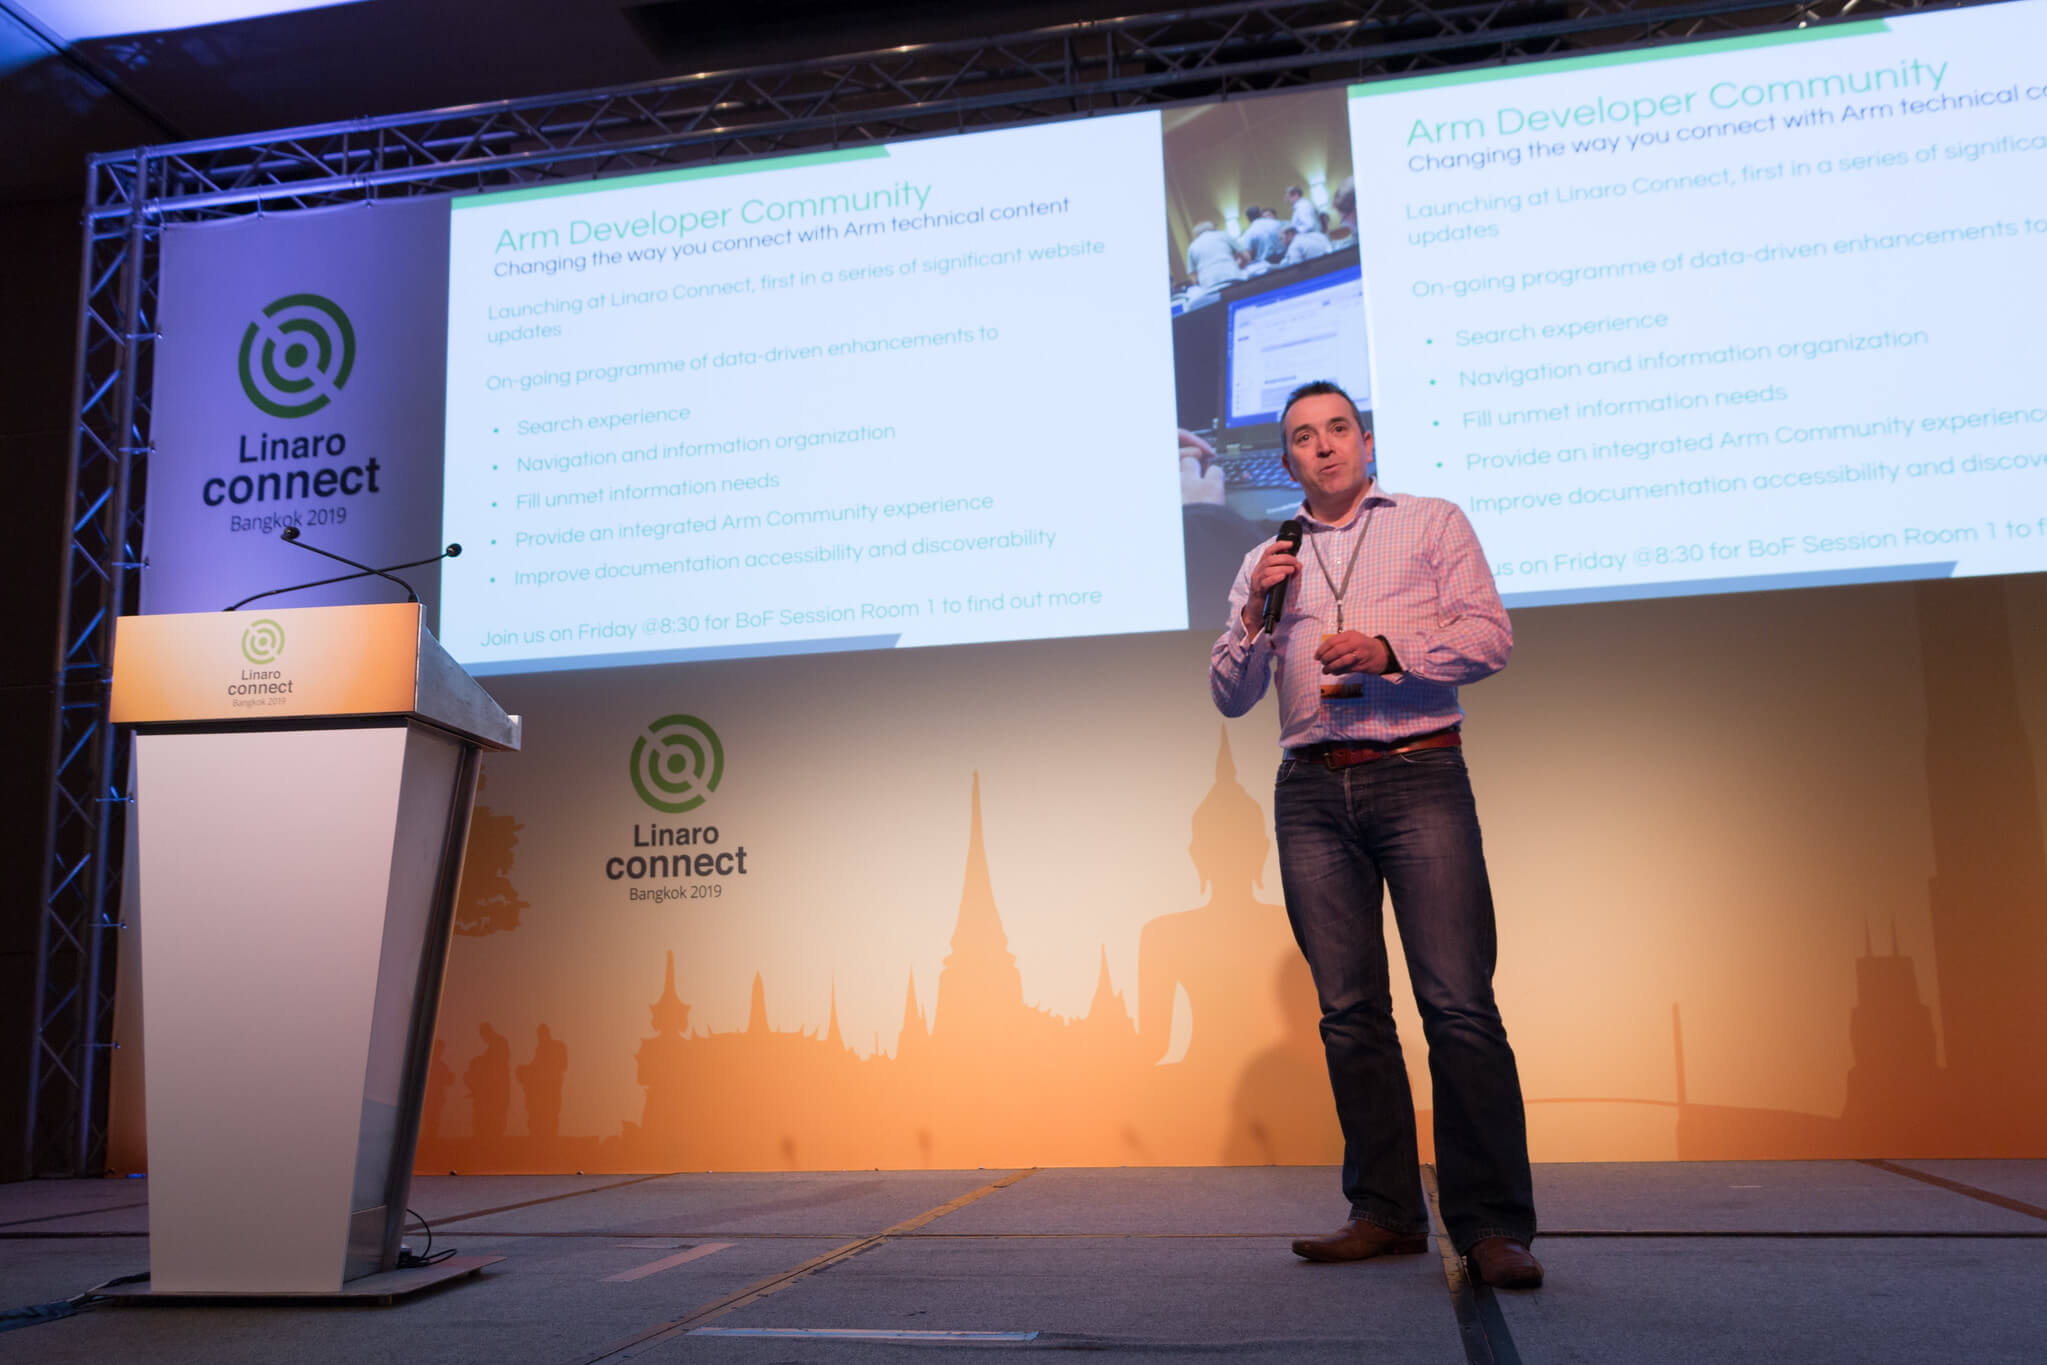 Linaro
connect
Bangkok 2019
Arm Developer Community
Changing the way you connect with Arm technical content
Launching at Linaro Connect, first in a series of significant website
updates
On-going programme of data-driven enhancements to
• Search experience
• Navigation and information organization
• Fill unmet information needs
• Provide an integrated Arm Community experience
• Improve documentation accessibility and discoverability
Join us on Friday @8:30 for BoF Session Room 1 to find out more
Arm Developer Community
Changing the way you connect with Arm technical
Launching at Linaro Connect, first in a series of
updates
On-going programme of data-driven enhancements to
• Search experience
• Navigation and information organization
• Fill unmet information needs
• Provide an integrated Arm Community experience
Improve documentation accessibility and
us on Friday @8:30 for BoF Session Room 1 to
Linaro
connect
Bangkok 2019
Linaro
connect
Bangkok 2019